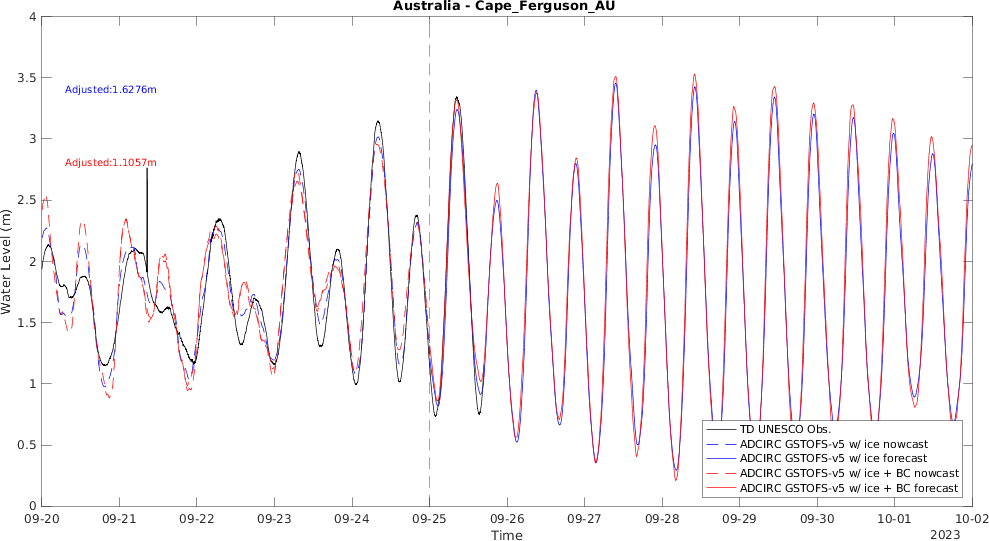 Australia - Cape_Ferguson_AU
Water Level (m)
4
3.5
3
2.5
2
1.5
1
0.5
0
Adjusted:1.6276m
Adjusted:1.1057m
TD UNESCO Obs.
ADCIRC GSTOFS-v5 w/ ice nowcast
ADCIRC GSTOFS-v5 w/ ice forecast
ADCIRC GSTOFS-v5 w/ ice + BC nowcast
ADCIRC GSTOFS-v5 w/ ice + BC forecast
09-20 09-21 09-22 09-23 09-24 09-25 09-26 09-27 09-28 09-29 09-30 10-01 10-02
Time
2023